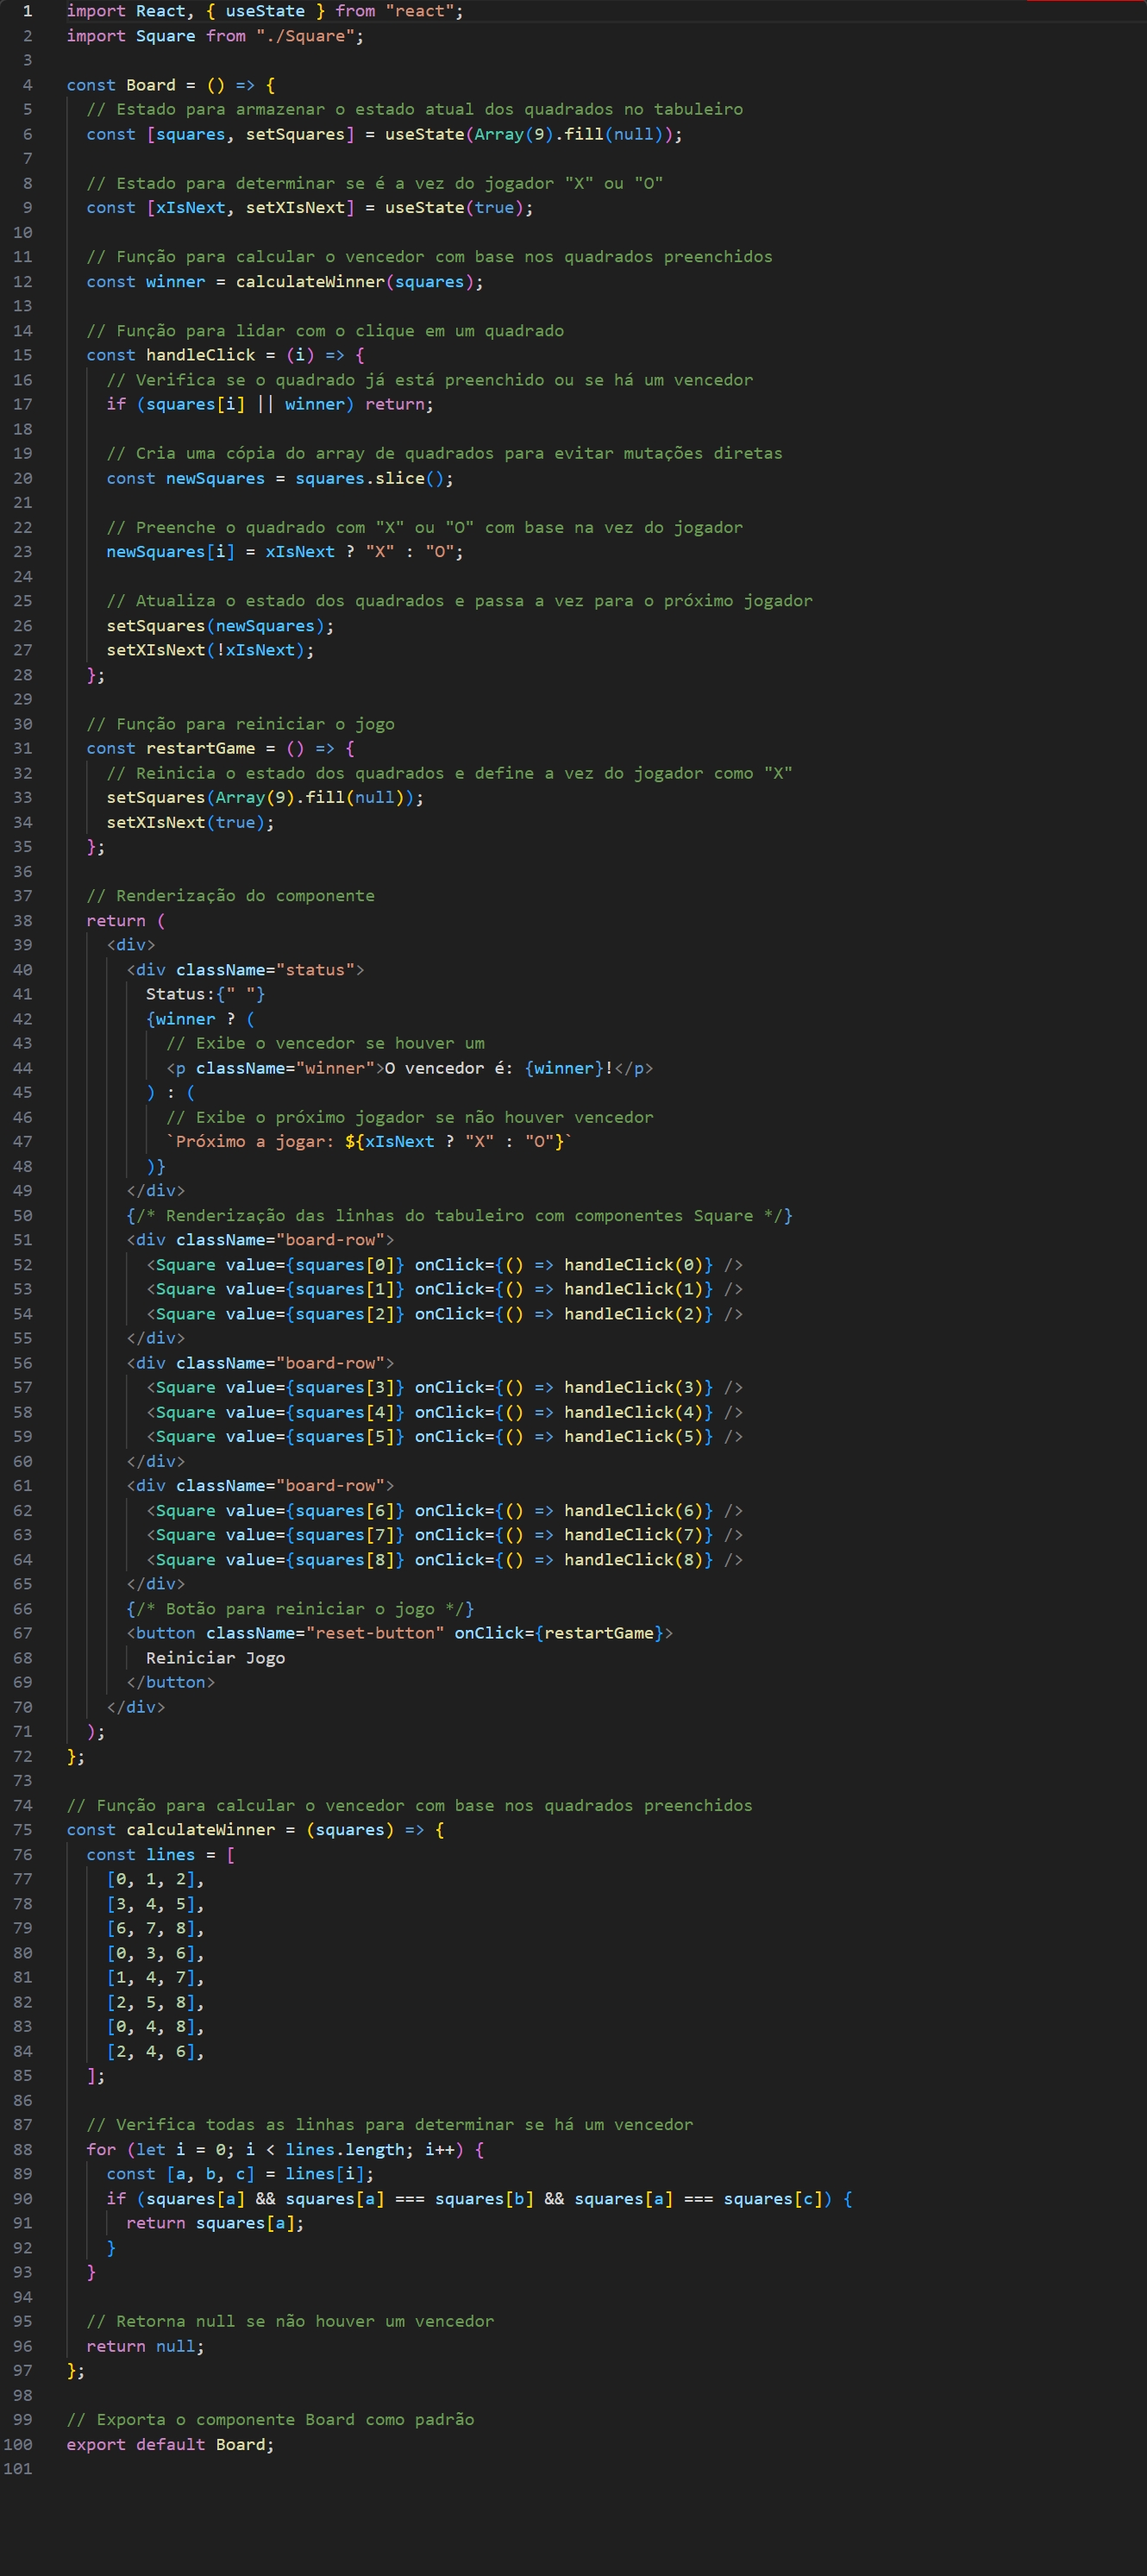 1 import React, { useState } from "react";
2 import Square from "./Square";
3
4 const Board = () => {
5   // Estado para armazenar o estado atual dos quadrados no tabuleiro
6   const [squares, setSquares] = useState(Array(9).fill(null));
7
8   // Estado para determinar se é a vez do jogador "X" ou "O"
9   const [xIsNext, setXIsNext] = useState(true);
10
11   // Função para calcular o vencedor com base nos quadrados preenchidos
12   const winner = calculateWinner(squares);
13
14   // Função para lidar com o clique em um quadrado
15   const handleClick = (i) => {
16     // Verifica se o quadrado já está preenchido ou se há um vencedor
17     if (squares[i] || winner) return;
18
19     // Cria uma cópia do array de quadrados para evitar mutações diretas
20     const newSquares = squares.slice();
21
22     // Preenche o quadrado com "X" ou "O" com base na vez do jogador
23     newSquares[i] = xIsNext ? "X" : "O";
24
25     // Atualiza o estado dos quadrados e passa a vez para o próximo jogador
26     setSquares(newSquares);
27     setXIsNext(!xIsNext);
28   };
29
30   // Função para reiniciar o jogo
31   const restartGame = () => {
32     // Reinicia o estado dos quadrados e define a vez do jogador como "X"
33     setSquares(Array(9).fill(null));
34     setXIsNext(true);
35   };
36
37   // Renderização do componente
38   return (
39     <div>
40       <div className="status">
41         Status:{" "}
42         {winner ? (
43           // Exibe o vencedor se houver um
44           <p className="winner">O vencedor é: {winner}!</p>
45         ) : (
46           // Exibe o próximo jogador se não houver vencedor
47           `Próximo a jogar: ${xIsNext ? "X" : "O"}`
48         )}
49       </div>
50       {/* Renderização das linhas do tabuleiro com componentes Square */}
51       <div className="board-row">
52         <Square value={squares[0]} onClick={() => handleClick(0)} />
53         <Square value={squares[1]} onClick={() => handleClick(1)} />
54         <Square value={squares[2]} onClick={() => handleClick(2)} />
55       </div>
56       <div className="board-row">
57         <Square value={squares[3]} onClick={() => handleClick(3)} />
58         <Square value={squares[4]} onClick={() => handleClick(4)} />
59         <Square value={squares[5]} onClick={() => handleClick(5)} />
60       </div>
61       <div className="board-row">
62         <Square value={squares[6]} onClick={() => handleClick(6)} />
63         <Square value={squares[7]} onClick={() => handleClick(7)} />
64         <Square value={squares[8]} onClick={() => handleClick(8)} />
65       </div>
66       {/* Botão para reiniciar o jogo */}
67       <button className="reset-button" onClick={restartGame}>
68         Reiniciar Jogo
69       </button>
70     </div>
71   );
72 };
73
74 // Função para calcular o vencedor com base nos quadrados preenchidos
75 const calculateWinner = (squares) => {
76   const lines = [
77     [0, 1, 2],
78     [3, 4, 5],
79     [6, 7, 8],
80     [0, 3, 6],
81     [1, 4, 7],
82     [2, 5, 8],
83     [0, 4, 8],
84     [2, 4, 6],
85   ];
86
87   // Verifica todas as linhas para determinar se há um vencedor
88   for (let i = 0; i < lines.length; i++) {
89     const [a, b, c] = lines[i];
90     if (squares[a] && squares[a] === squares[b] && squares[a] === squares[c]) {
91       return squares[a];
92     }
93   }
94
95   // Retorna null se não houver um vencedor
96   return null;
97 };
98
99 // Exporta o componente Board como padrão
100 export default Board;
101